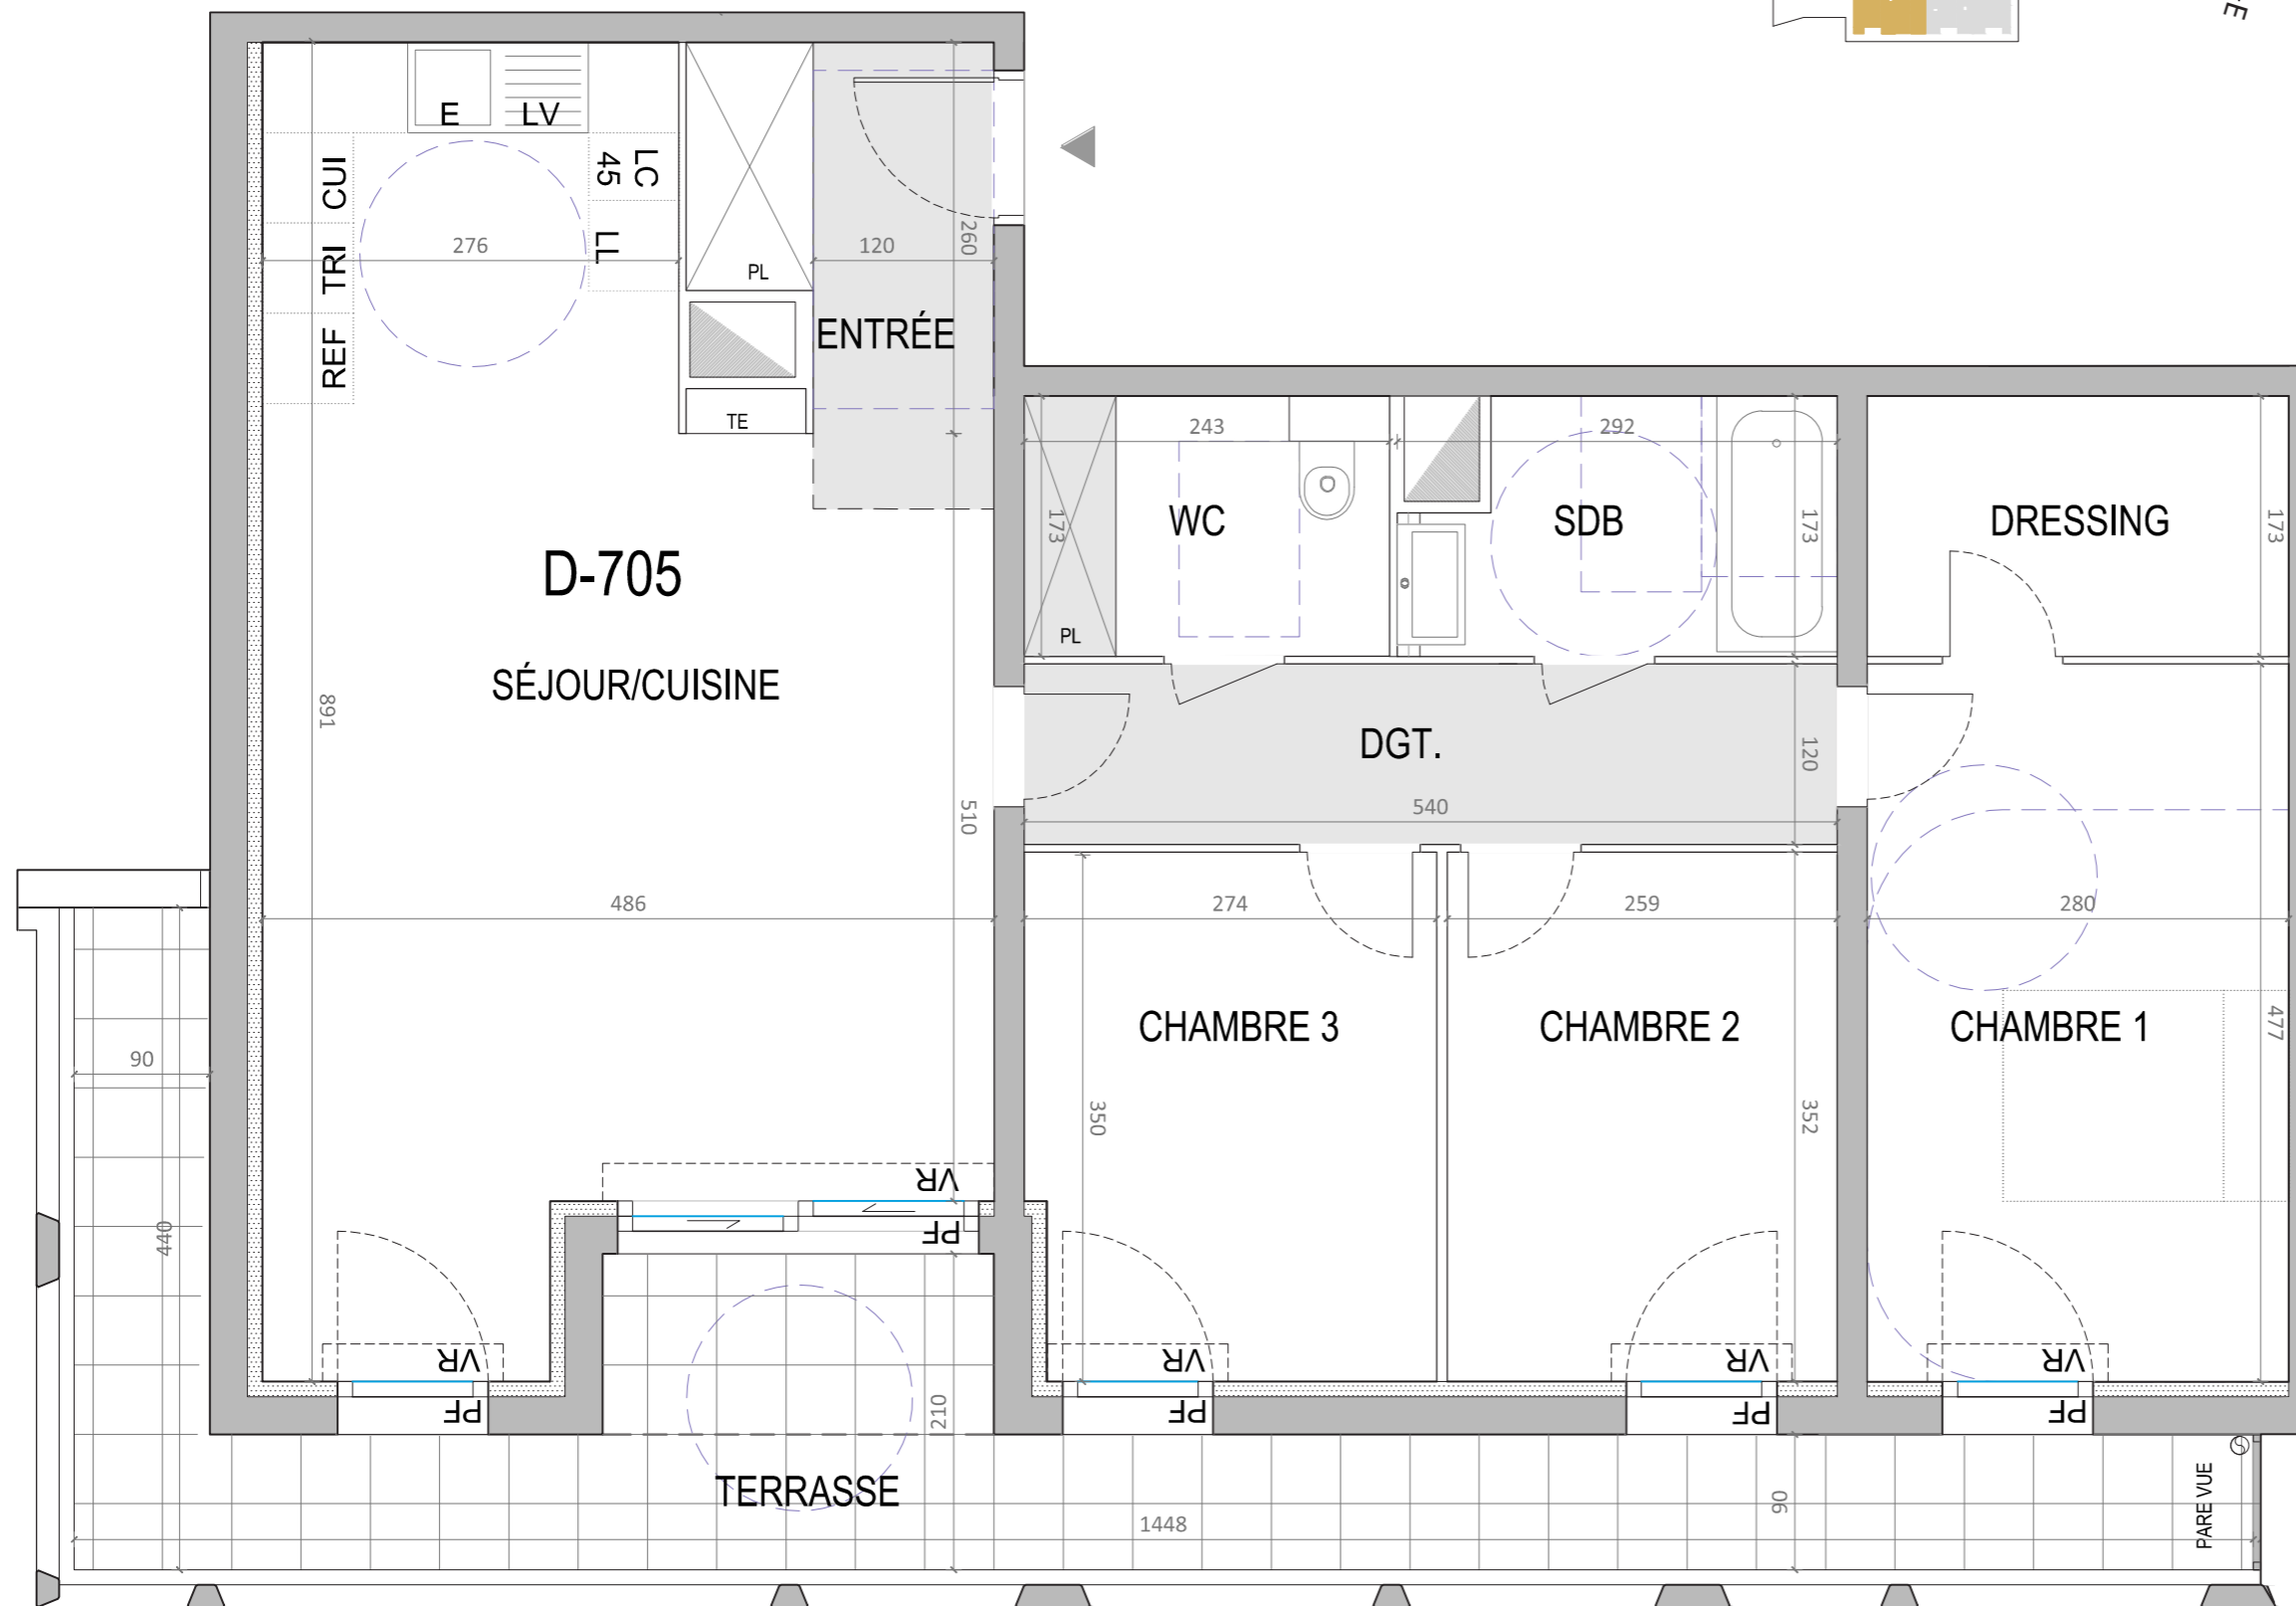 E
LV
CUI
LC
45
276
TRI
LL
REF
PL
120
260
ENTRÉE
TE
243
292
173
WC
SDB
173
DRESSING
173
PL
D-705
SÉJOUR/CUISINE
891
510
DGT.
120
540
486
274
259
280
CHAMBRE 3
CHAMBRE 2
CHAMBRE 1
477
90
440
350
352
VR
PF
VR
PF
VR
PF
VR
PF
VR
PF
210
TERRASSE
1448
90
PARE VUE